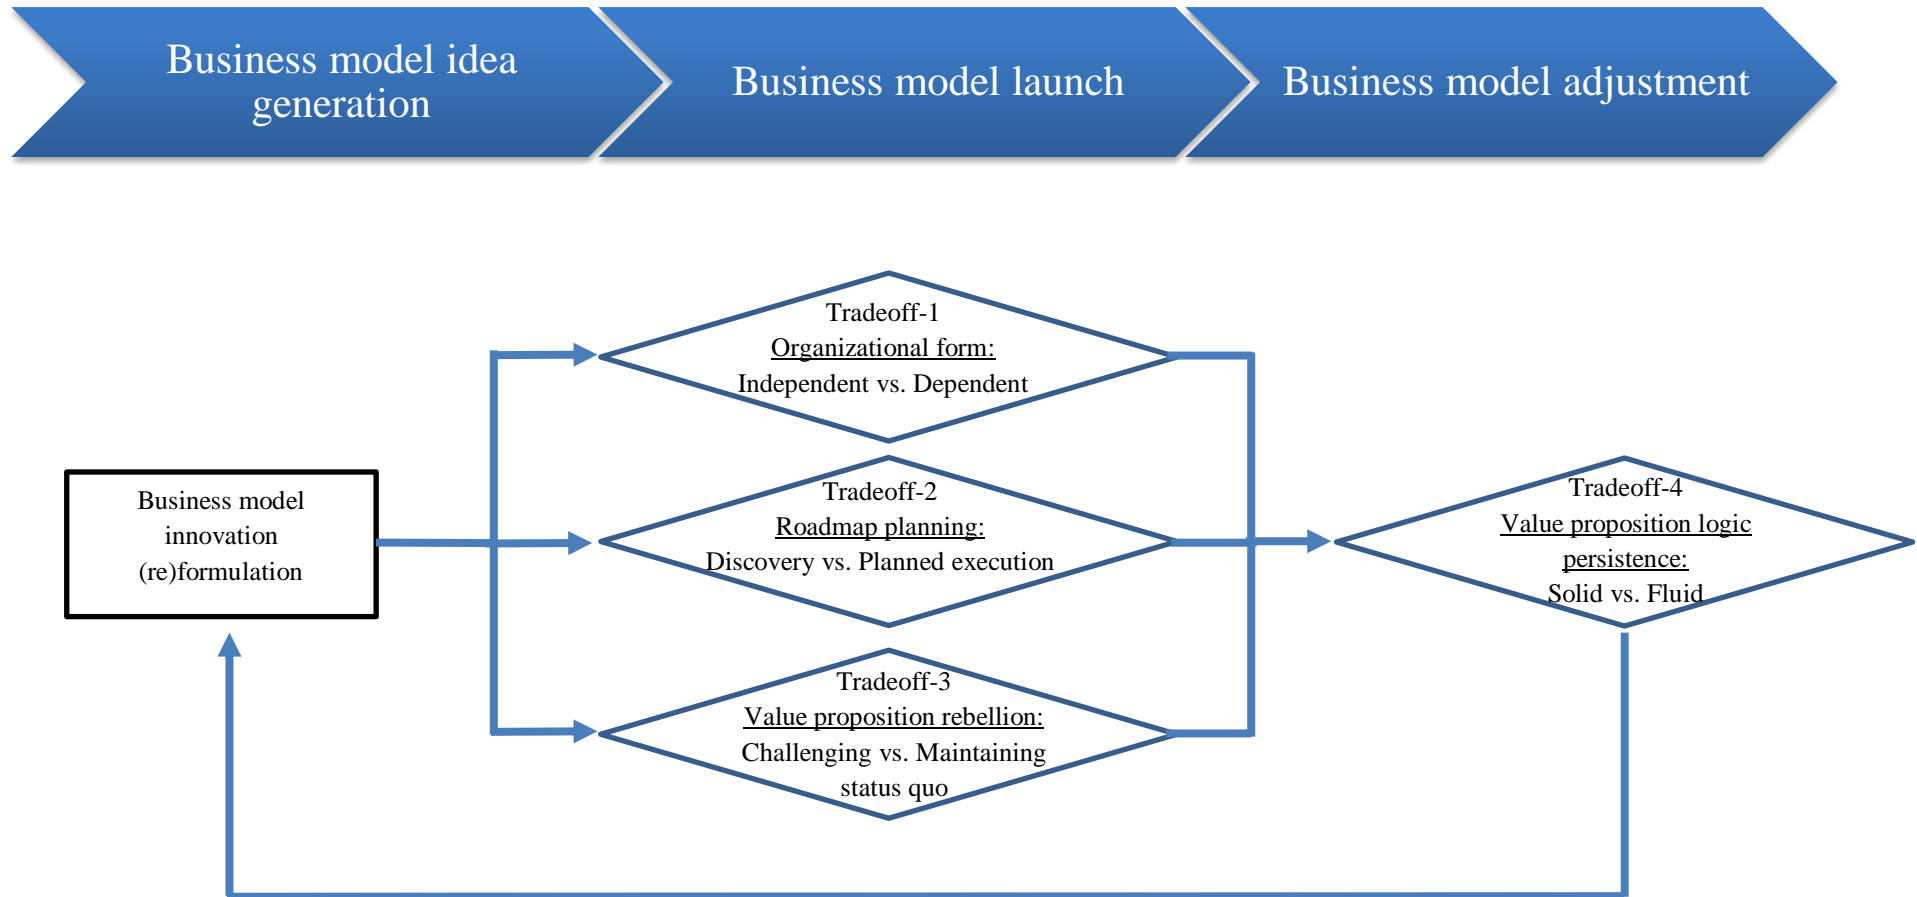 Business model idea
generation
Business model launch
Business model adjustment
Tradeoff-1
Organizational form:
Independent vs. Dependent
Business model
innovation
(re)formulation
Tradeoff-2
Roadmap planning:
Discovery vs. Planned execution
Tradeoff-3
Value proposition rebellion:
Challenging vs. Maintaining
status quo
Tradeoff-4
Value proposition logic
persistence:
Solid vs. Fluid